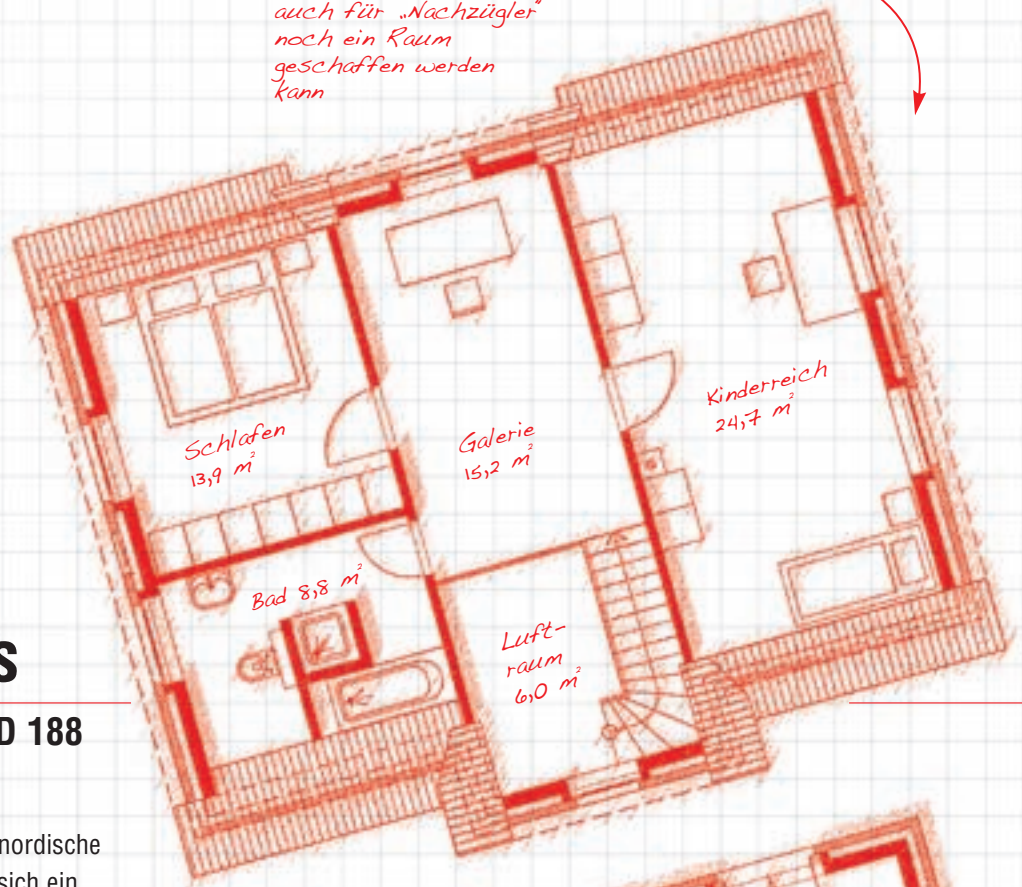 auch für „Nachzügler"
noch ein Raum
geschaffen werden
kann
Schlafen
13,9 m²
Galerie
15,2 m²
Kinderreich
24,7 m²
Bad 8,8 m²
Luft-
raum
6,0 m²
S
D 188
nordische
sich ein